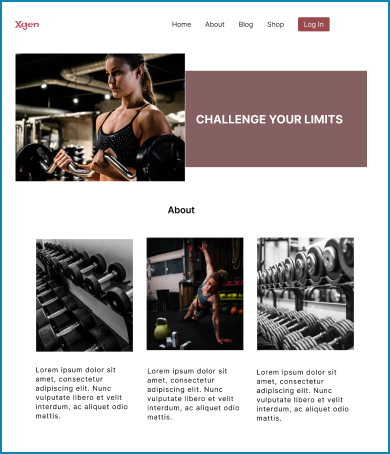 Xgen
Home About Blog Shop Log In
CHALLENGE YOUR LIMITS
About
Lorem ipsum dolor sit
amet, consectetur
adipiscing elit. Nunc
vulputate libero et velit
interdum, ac aliquet odio
mattis.
Lorem ipsum dolor sit
amet, consectetur
adipiscing elit. Nunc
vulputate libero et velit
interdum, ac aliquet odio
mattis.
Lorem ipsum dolor sit
amet, consectetur
adipiscing elit. Nunc
vulputate libero et velit
interdum, ac aliquet odio
mattis.